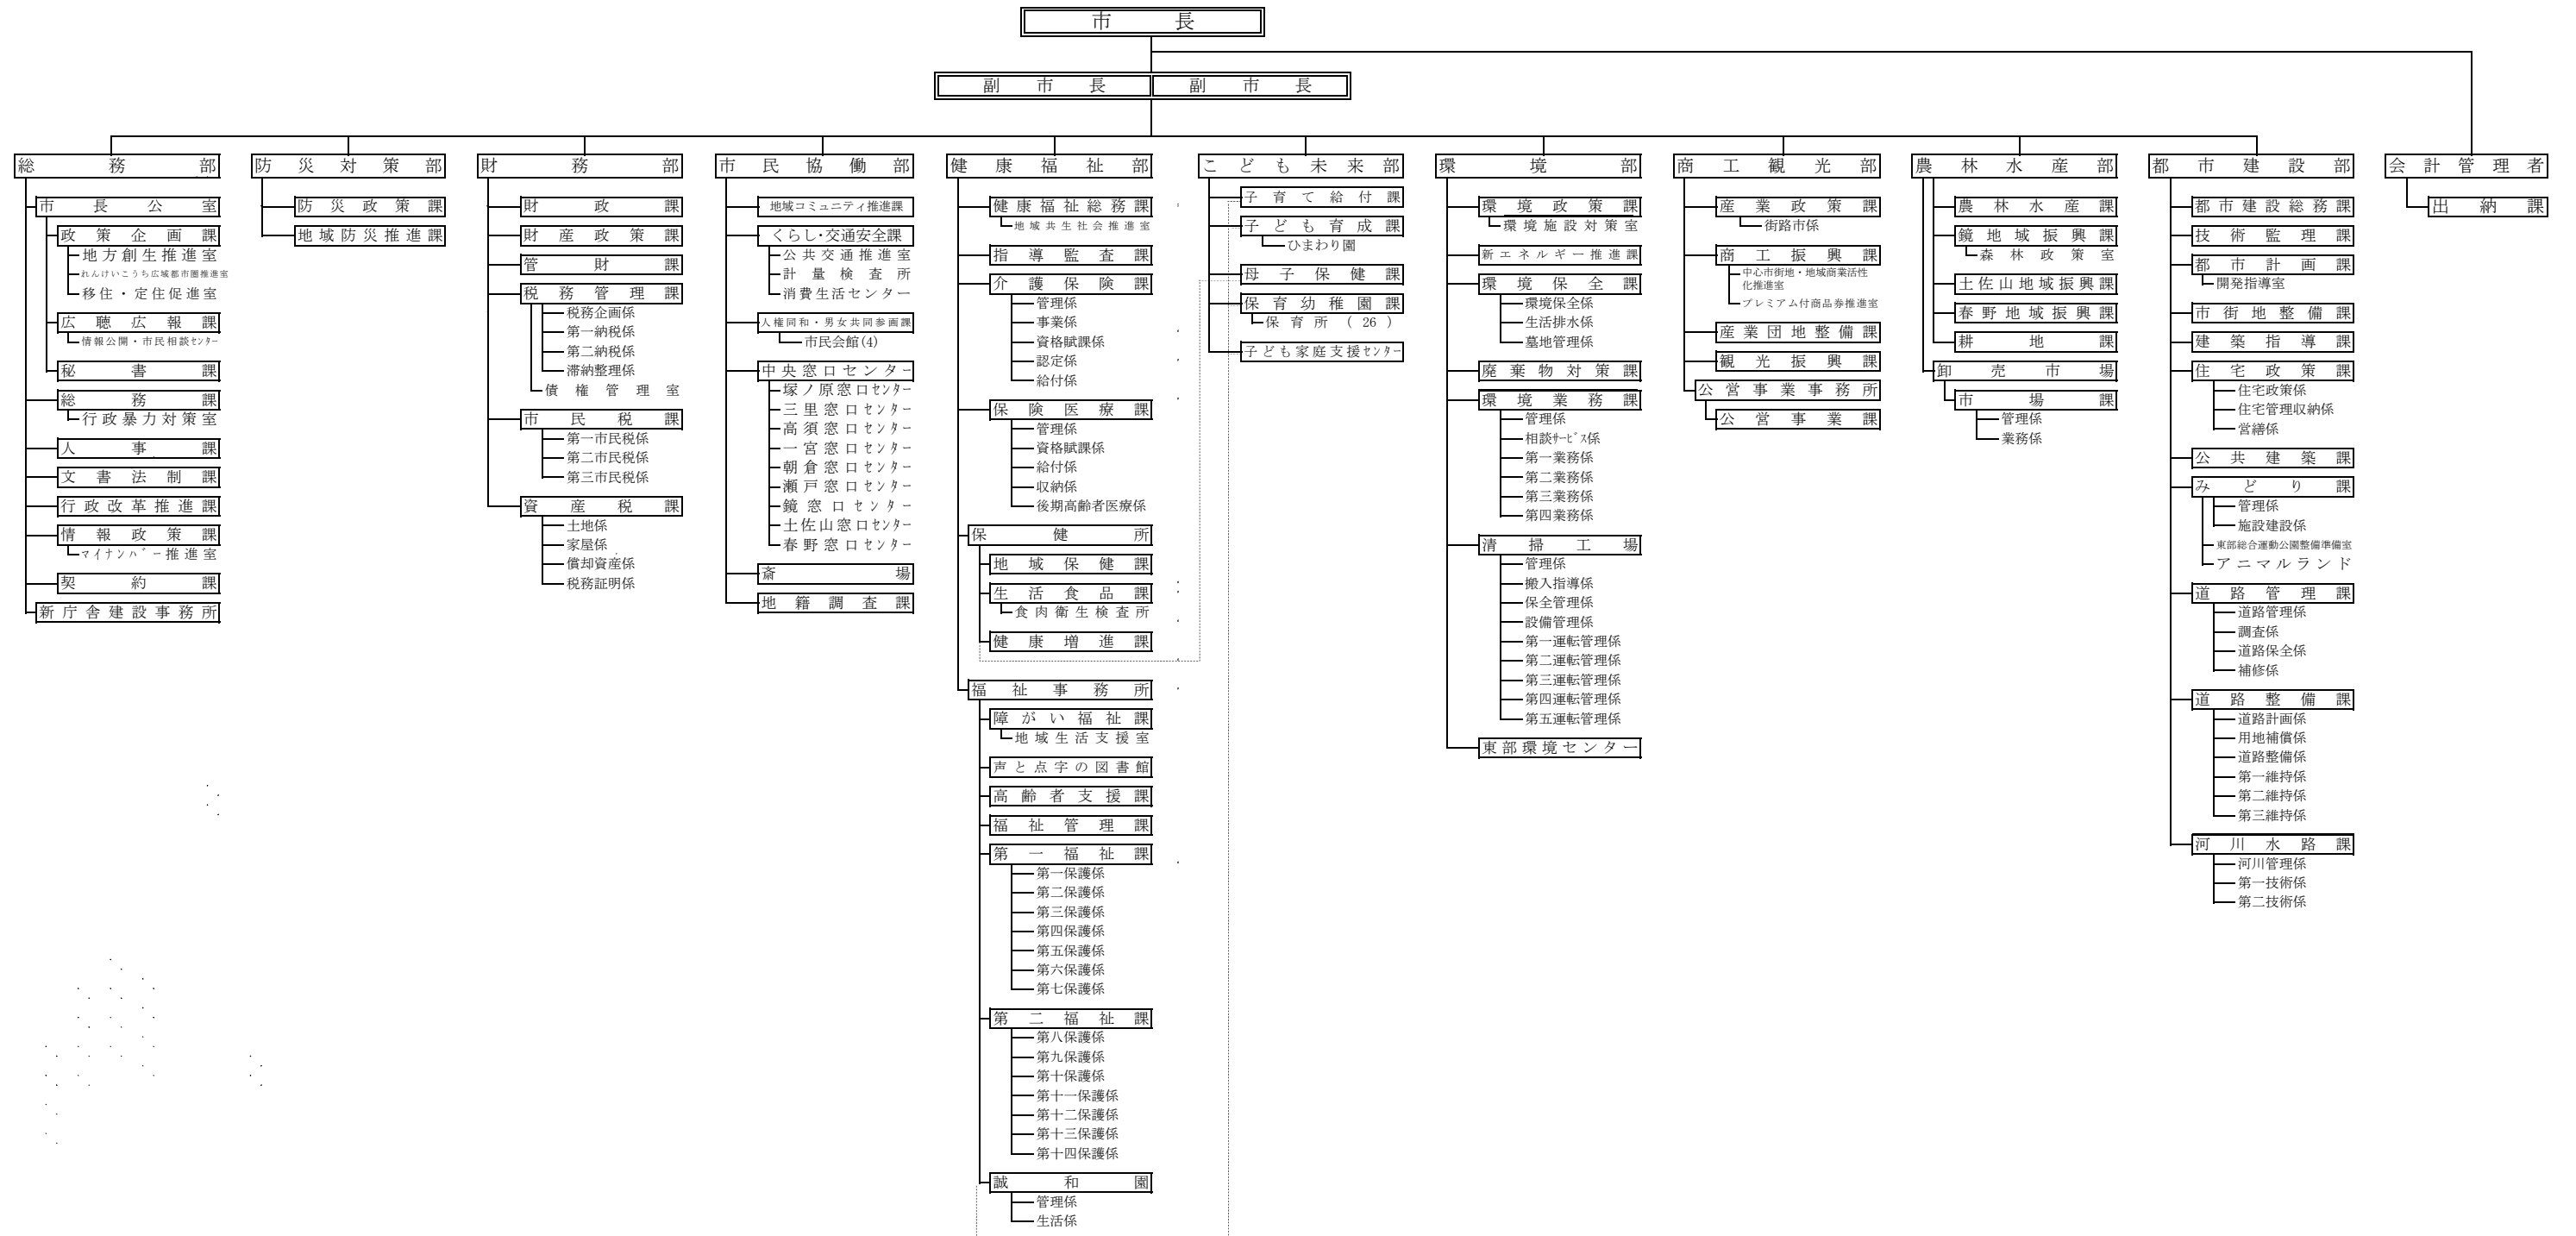 市長
副市長 副市長
総務部
市長公室
政策企画課
地方創生推進室
れんけいこうち広域都市圏推進室
移住・定住促進室
広聴広報課
情報公開・市民相談ｾﾝﾀｰ
秘書課
総務課
行政暴力対策室
人事課
文書法制課
行政改革推進課
情報政策課
マイナンバー推進室
契約課
新庁舎建設事務所
防災対策部
防災政策課
地域防災推進課
財務部
財政課
財産政策課
管財課
税務管理課
税務企画係
第一納税係
第二納税係
滞納整理係
債権管理室
市民税課
第一市民税係
第二市民税係
第三市民税係
資産税課
土地係
家屋係
償却資産係
税務証明係
市民協働部
地域コミュニティ推進課
くらし・交通安全課
公共交通推進室
計量検査所
消費生活センター
人権同和・男女共同参画課
市民会館(4)
中央窓口センター
塚ノ原窓口センター
三里窓口センター
高須窓口センター
一宮窓口センター
朝倉窓口センター
瀬戸窓口センター
鏡窓口センター
土佐山窓口センター
春野窓口センター
斎場
地籍調査課
健康福祉部
健康福祉総務課
地域共生社会推進室
指導監査課
介護保険課
管理係
事業係
資格賦課係
認定係
給付係
保険医療課
管理係
資格賦課係
給付係
収納係
後期高齢者医療係
保健所
地域保健課
生活食品課
食肉衛生検査所
健康増進課
福祉事務所
障がい福祉課
地域生活支援室
声と点字の図書館
高齢者支援課
福祉管理課
第一福祉課
第一保護係
第二保護係
第三保護係
第四保護係
第五保護係
第六保護係
第七保護係
第二福祉課
第八保護係
第九保護係
第十保護係
第十一保護係
第十二保護係
第十三保護係
第十四保護係
誠和園
管理係
生活係
こども未来部
子育て給付課
子ども育成課
ひまわり園
母子保健課
保育幼稚園課
保育所(26)
子ども家庭支援センター
環境部
環境政策課
環境施設対策室
新エネルギー推進課
環境保全課
環境保全係
生活排水係
墓地管理係
廃棄物対策課
環境業務課
管理係
相談ｻｰﾋﾞｽ係
第一業務係
第二業務係
第三業務係
第四業務係
清掃工場
管理係
搬入指導係
保全管理係
設備管理係
第一運転管理係
第二運転管理係
第三運転管理係
第四運転管理係
第五運転管理係
東部環境センター
商工観光部
産業政策課
街路市係
商工振興課
中心市街地・地域商業活性
化推進室
プレミアム付商品券推進室
産業団地整備課
観光振興課
公営事業事務所
公営事業課
農林水産部
農林水産課
鏡地域振興課
森林政策室
土佐山地域振興課
春野地域振興課
耕地課
卸売市場
市場課
管理係
業務係
都市建設部
都市建設総務課
技術監理課
都市計画課
開発指導室
市街地整備課
建築指導課
住宅政策課
住宅政策係
住宅管理収納係
営繕係
公共建築課
みどり課
管理係
施設建設係
東部総合運動公園整備準備室
アニマルランド
道路管理課
道路管理係
調査係
道路保全係
補修係
道路整備課
道路計画係
用地補償係
道路整備係
第一維持係
第二維持係
第三維持係
河川水路課
河川管理係
第一技術係
第二技術係
会計管理者
出納課